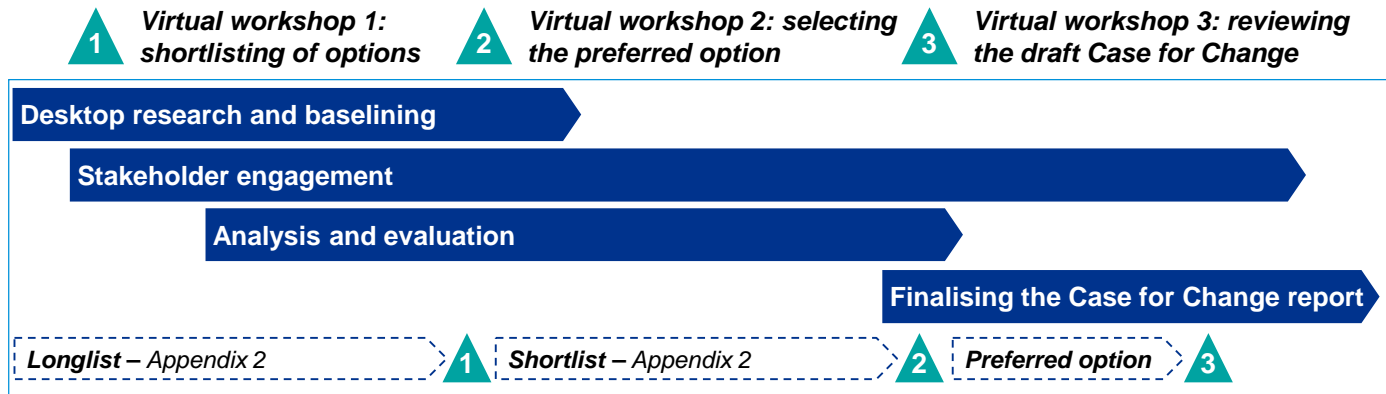 1
Virtual workshop 1:
shortlisting of options
2
Virtual workshop 2: selecting
the preferred option
3
Virtual workshop 3: reviewing
the draft Case for Change
Desktop research and baselining
Stakeholder engagement
Analysis and evaluation
Finalising the Case for Change report
Longlist – Appendix 2
1
Shortlist – Appendix 2
2
Preferred option
3